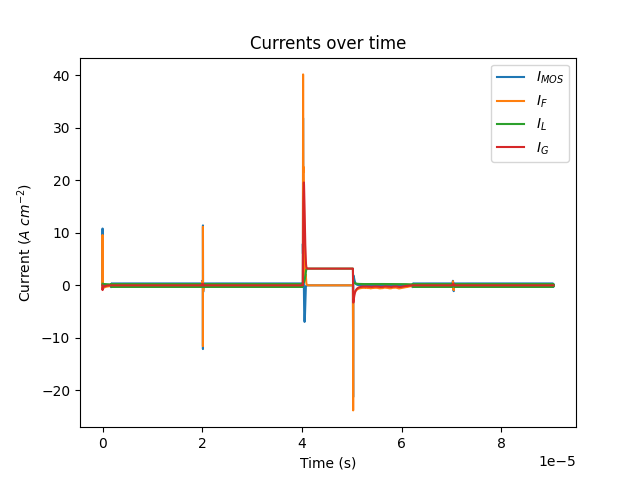 Currents over time
I_MOS
I_F
I_L
I_G
Current (A cm⁻²)
40
30
20
10
0
−10
−20
0 2 4 6 8
1e−5
Time (s)